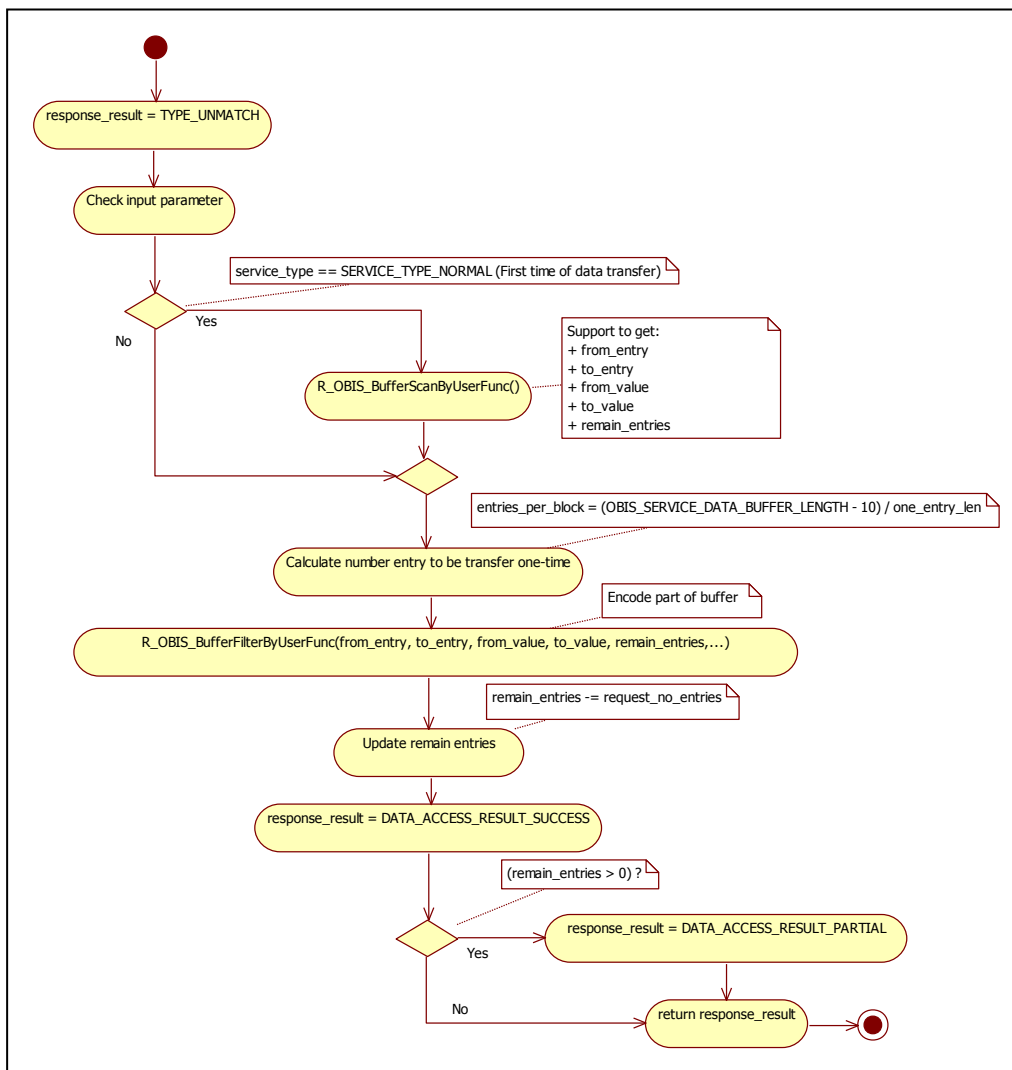 response_result = TYPE_UNMATCH
Check input parameter
service_type == SERVICE_TYPE_NORMAL (First time of data transfer)
Yes
No
Support to get:
+ from_entry
+ to_entry
+ from_value
+ to_value
+ remain_entries
R_OBIS_BufferScanByUserFunc()
entries_per_block = (OBIS_SERVICE_DATA_BUFFER_LENGTH - 10) / one_entry_len
Calculate number entry to be transfer one-time
Encode part of buffer
R_OBIS_BufferFilterByUserFunc(from_entry, to_entry, from_value, to_value, remain_entries,...)
remain_entries -= request_no_entries
Update remain entries
response_result = DATA_ACCESS_RESULT_SUCCESS
(remain_entries > 0) ?
response_result = DATA_ACCESS_RESULT_PARTIAL
Yes
No
return response_result